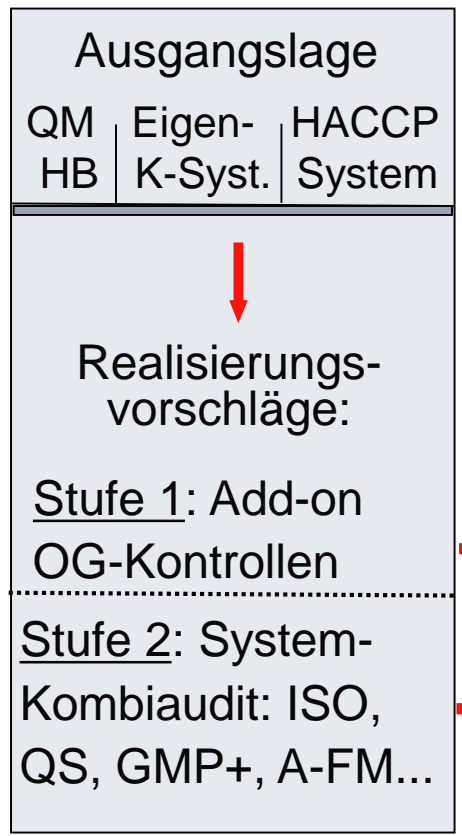 Ausgangslage
QM Eigen- HACCP
HB K-Syst. System
Realisierungs-
vorschläge:
Stufe 1: Add-on
OG-Kontrollen
Stufe 2: System-
Kombiaudit: ISO,
QS, GMP+, A-FM...